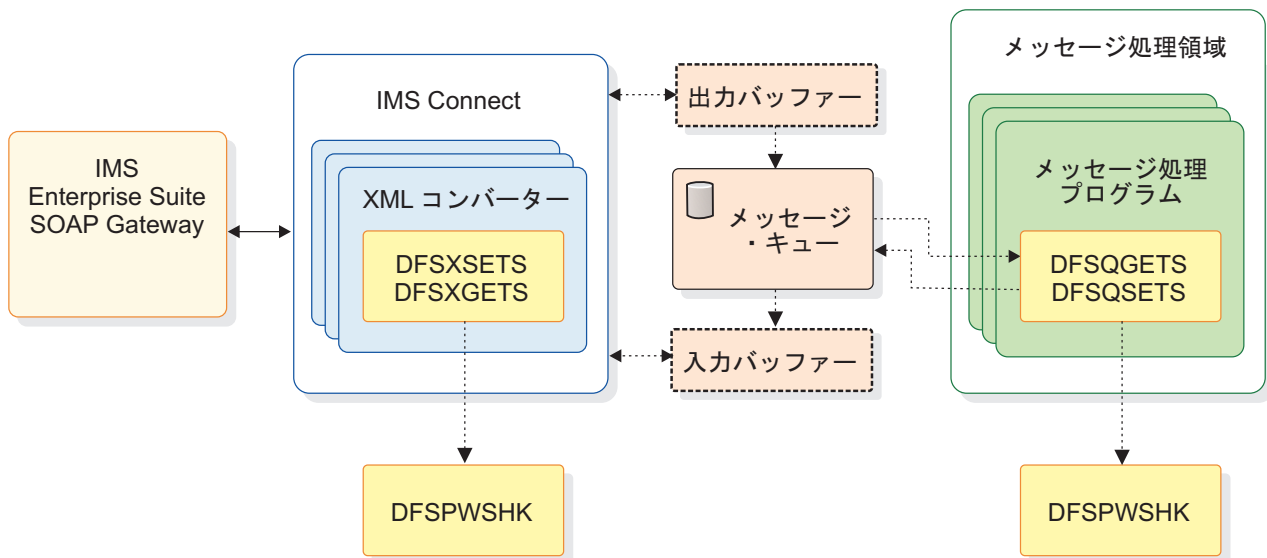 IMS
Enterprise Suite
SOAP Gateway
IMS Connect
XML コンバーター
DFSXSETS
DFSXGETS
DFSPWSHK
出力バッファー
メッセージ
・キュー
入力バッファー
メッセージ処理領域
メッセージ処理
プログラム
DFSQGETS
DFSQSETS
DFSPWSHK